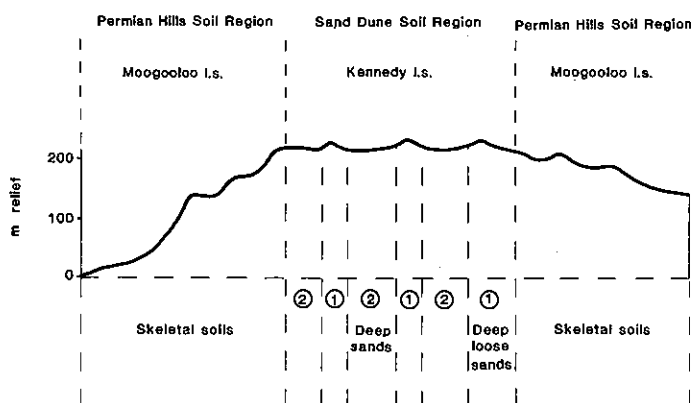 Permian Hills Soil Region
Sand Dune Soil Region
Permian Hills Soil Region
Moogooloo l.s.
Kennedy l.s.
Moogooloo l.s.
m relief
200
100
0
② ① ② ① ② ①
Skeletal soils
Deep
sands
Deep
loose
sands
Skeletal soils